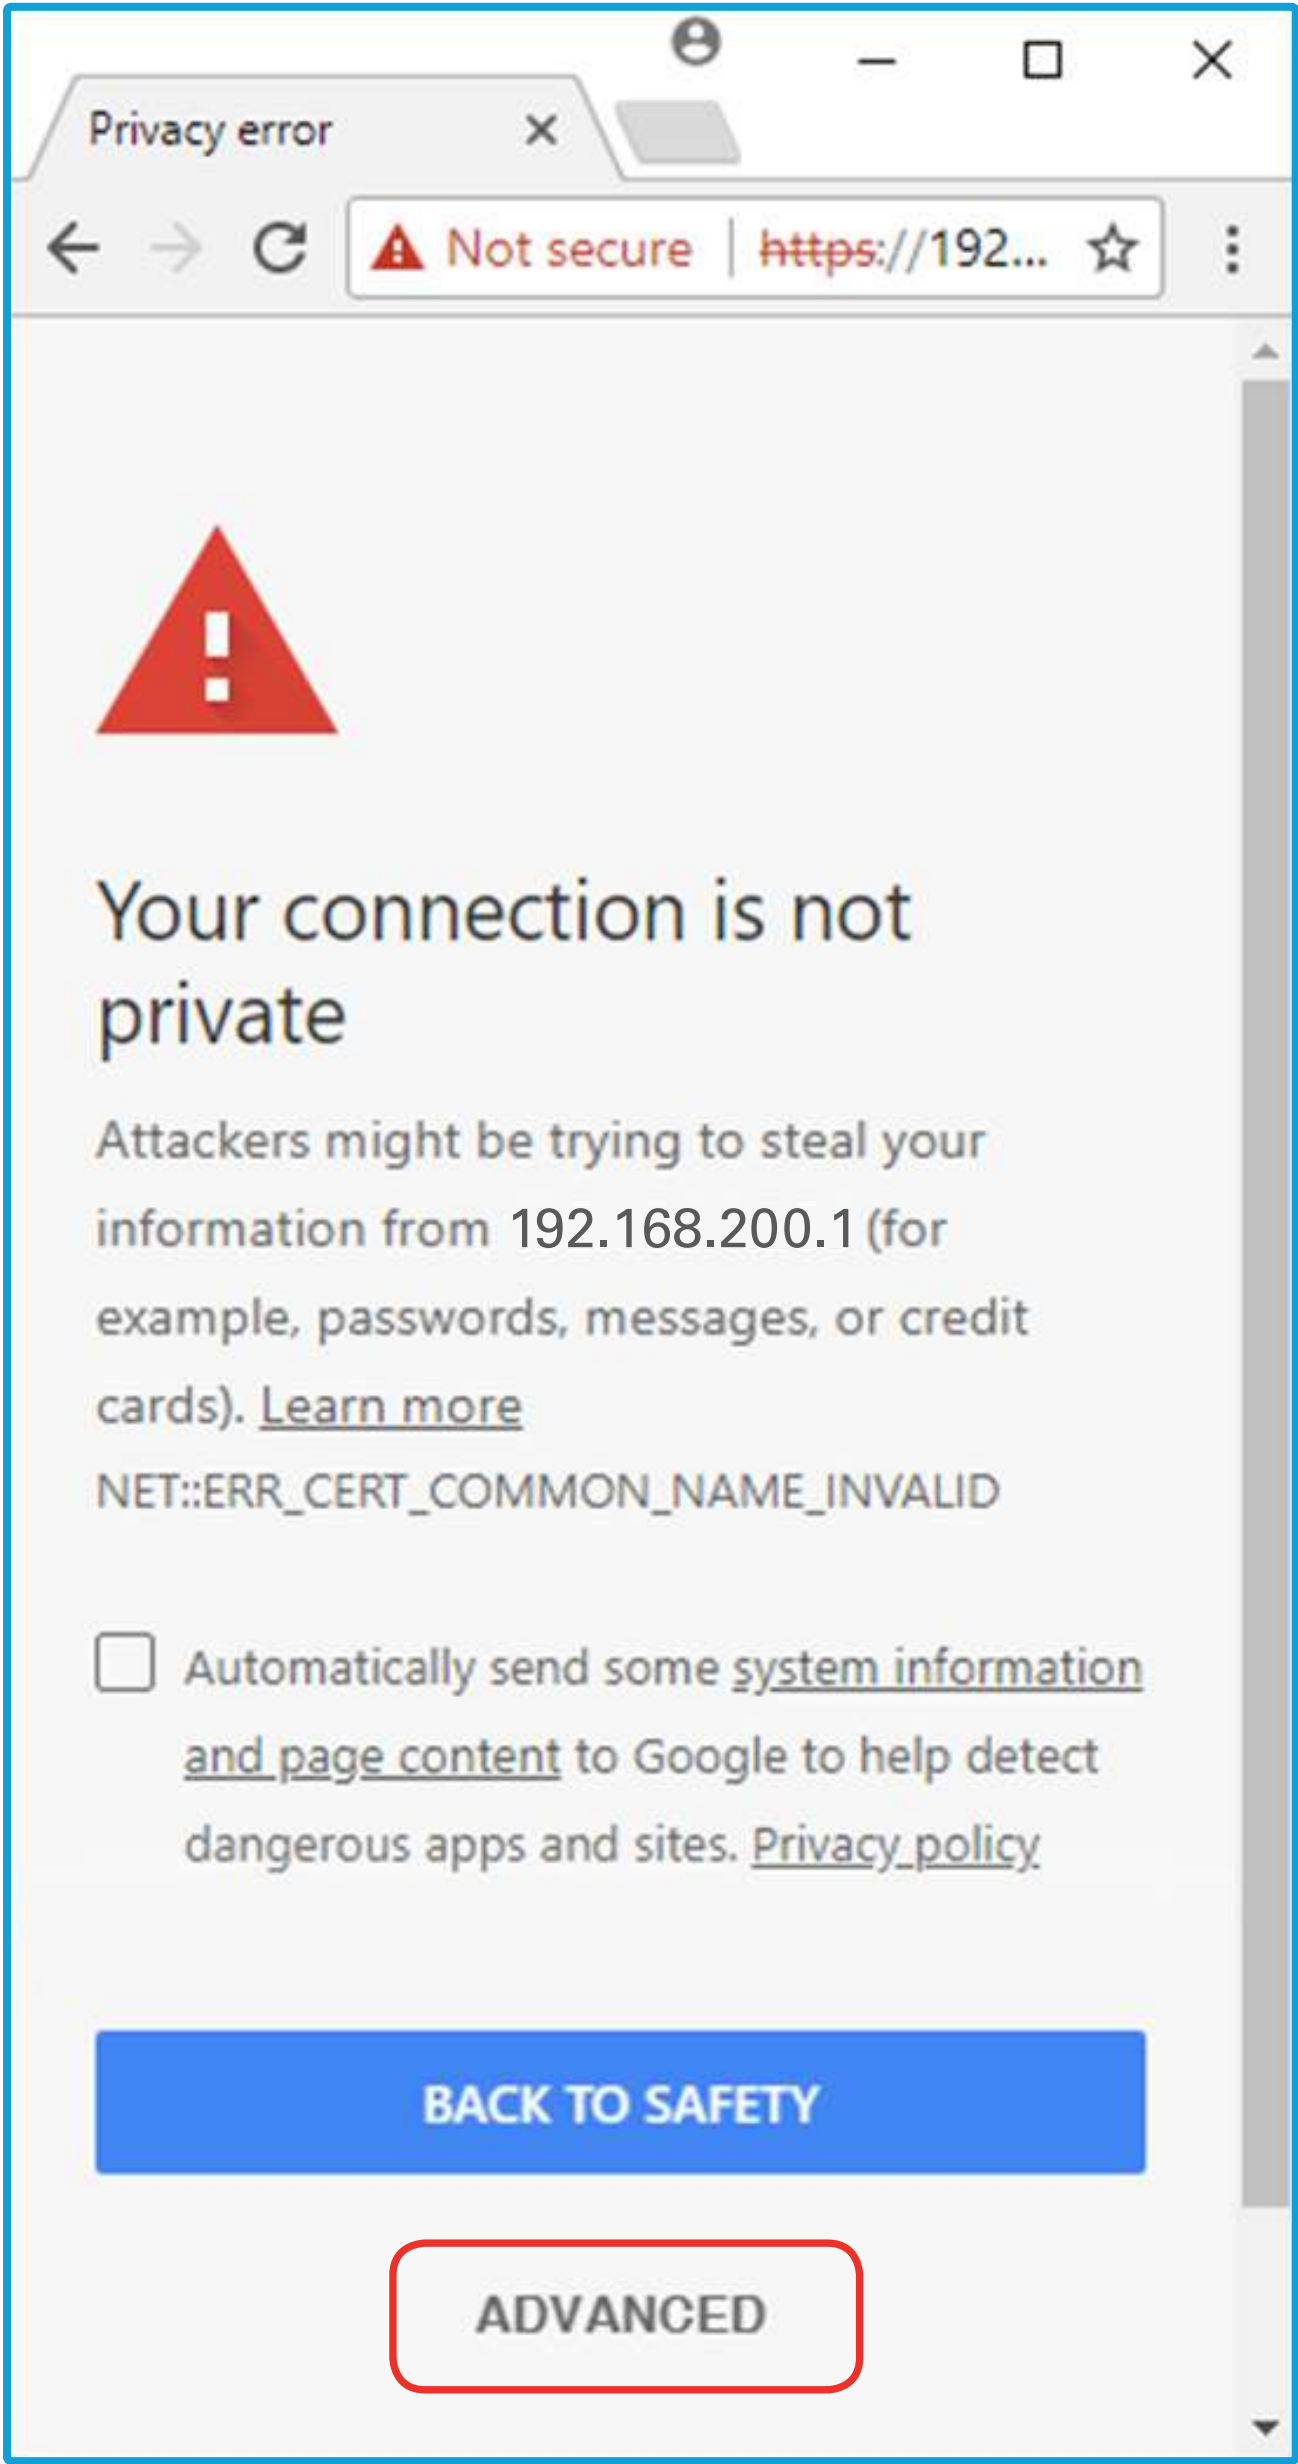 Privacy error
Not secure | https://192...
Your connection is not
private
Attackers might be trying to steal your
information from 192.168.200.1 (for
example, passwords, messages, or credit
cards). Learn more
NET::ERR_CERT_COMMON_NAME_INVALID
Automatically send some system information
and page content to Google to help detect
dangerous apps and sites. Privacy policy
BACK TO SAFETY
ADVANCED